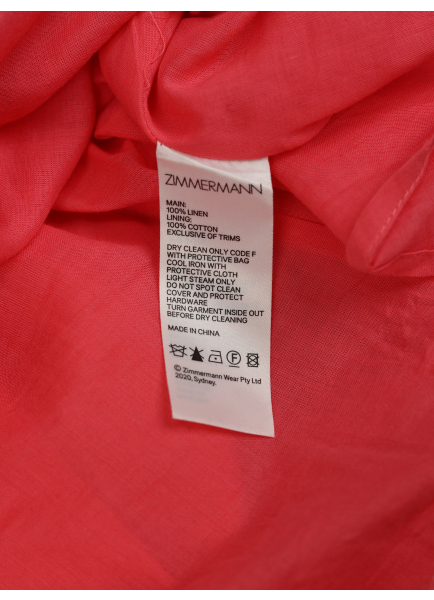 ZIMMERMANN
MAIN:
100% LINEN
LINING:
100% COTTON
EXCLUSIVE OF TRIMS
DRY CLEAN ONLY CODE F
WITH PROTECTIVE BAG
COOL IRON WITH
PROTECTIVE CLOTH
LIGHT STEAM ONLY
DO NOT SPOT CLEAN
COVER AND PROTECT
HARDWARE
TURN GARMENT INSIDE OUT
BEFORE DRY CLEANING
MADE IN CHINA
F
© Zimmermann Wear Pty Ltd
2020, Sydney.